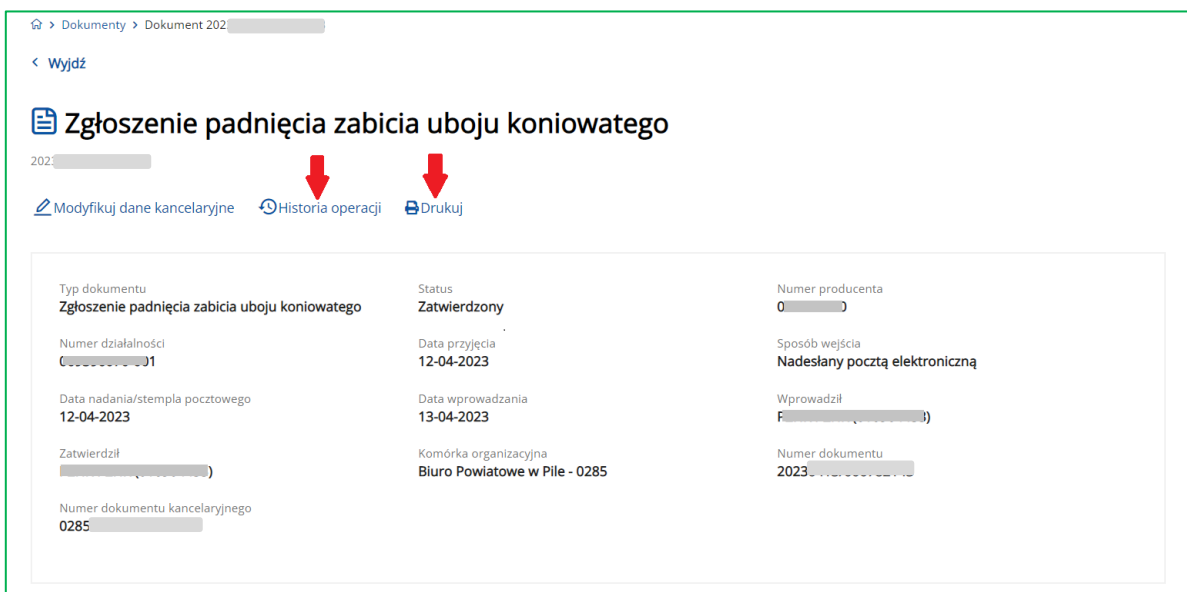 Dokumenty > Dokument 202
< Wyjdź
Zgłoszenie padnięcia zabicia uboju koniowatego
202
Modyfikuj dane kancelaryjne Historia operacji Drukuj
Typ dokumentu Status Numer producenta
Zgłoszenie padnięcia zabicia uboju koniowatego Zatwierdzony
Numer działalności Data przyjęcia Sposób wejścia
12-04-2023 Nadesłany pocztą elektroniczną
Data nadania/stempla pocztowego Data wprowadzania Wprowadził
12-04-2023 13-04-2023
Zatwierdził Komórka organizacyjna Numer dokumentu
Biuro Powiatowe w Pile - 0285 2023
Numer dokumentu kancelaryjnego
0285